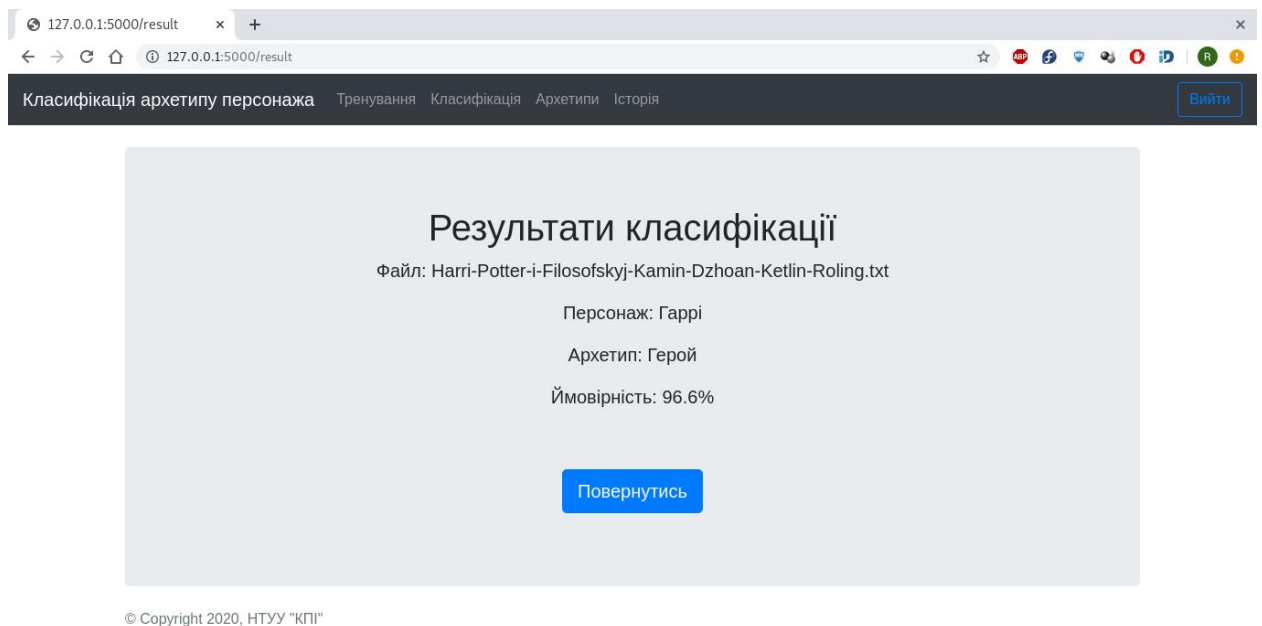 127.0.0.1:5000/result
127.0.0.1:5000/result
ABP
R
Класифікація архетипу персонажа Тренування Класифікація Архетипи Історія Вийти
Результати класифікації
Файл: Harri-Potter-i-Filosofskyj-Kamin-Dzhoan-Ketlin-Roling.txt
Персонаж: Гаррі
Архетип: Герой
Ймовірність: 96.6%
Повернутись
© Copyright 2020, НТУУ "КПІ"